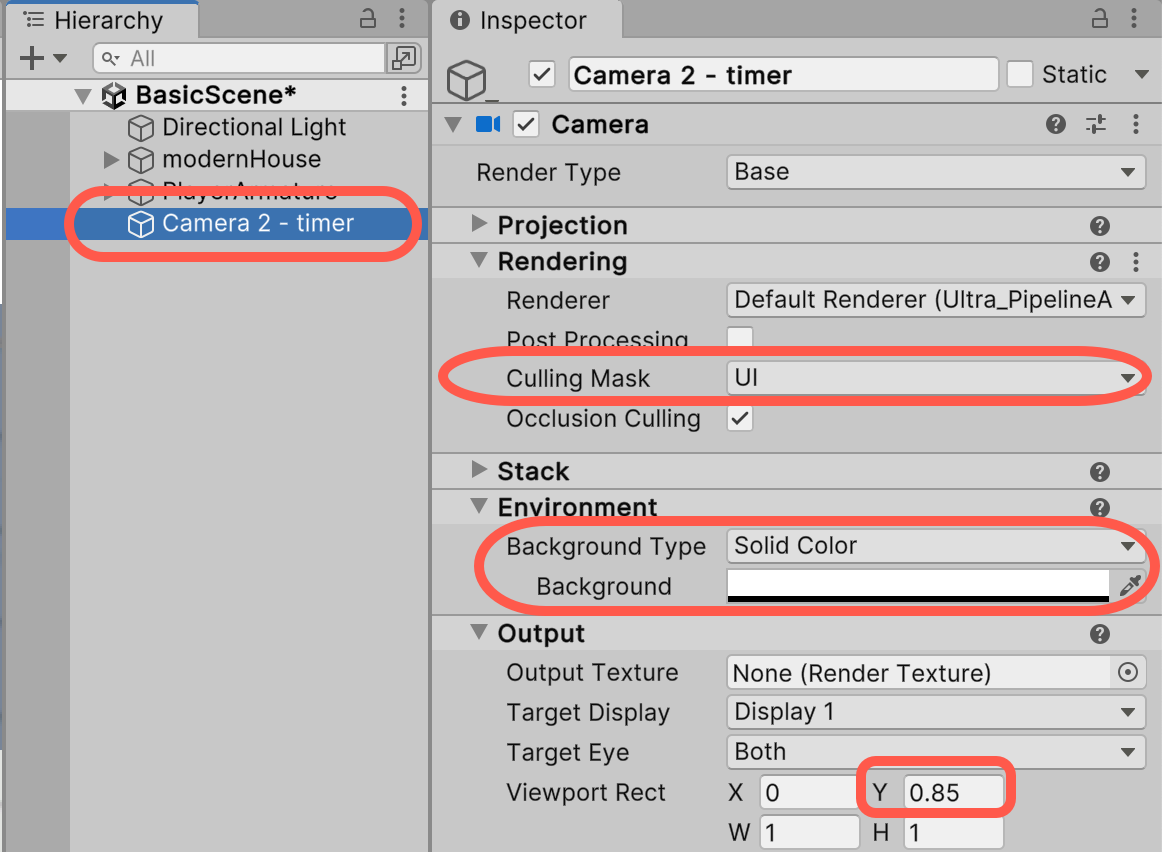 Hierarchy
All
BasicScene*
Directional Light
modernHouse
PlayerArmature
Camera 2 - timer
Inspector
Camera 2 - timer Static
Camera
Render Type Base
Projection
Rendering
Renderer Default Renderer (Ultra_PipelineA
Post Processing
Culling Mask UI
Occlusion Culling
Stack
Environment
Background Type Solid Color
Background
Output
Output Texture None (Render Texture)
Target Display Display 1
Target Eye Both
Viewport Rect X 0 Y 0.85
W 1 H 1